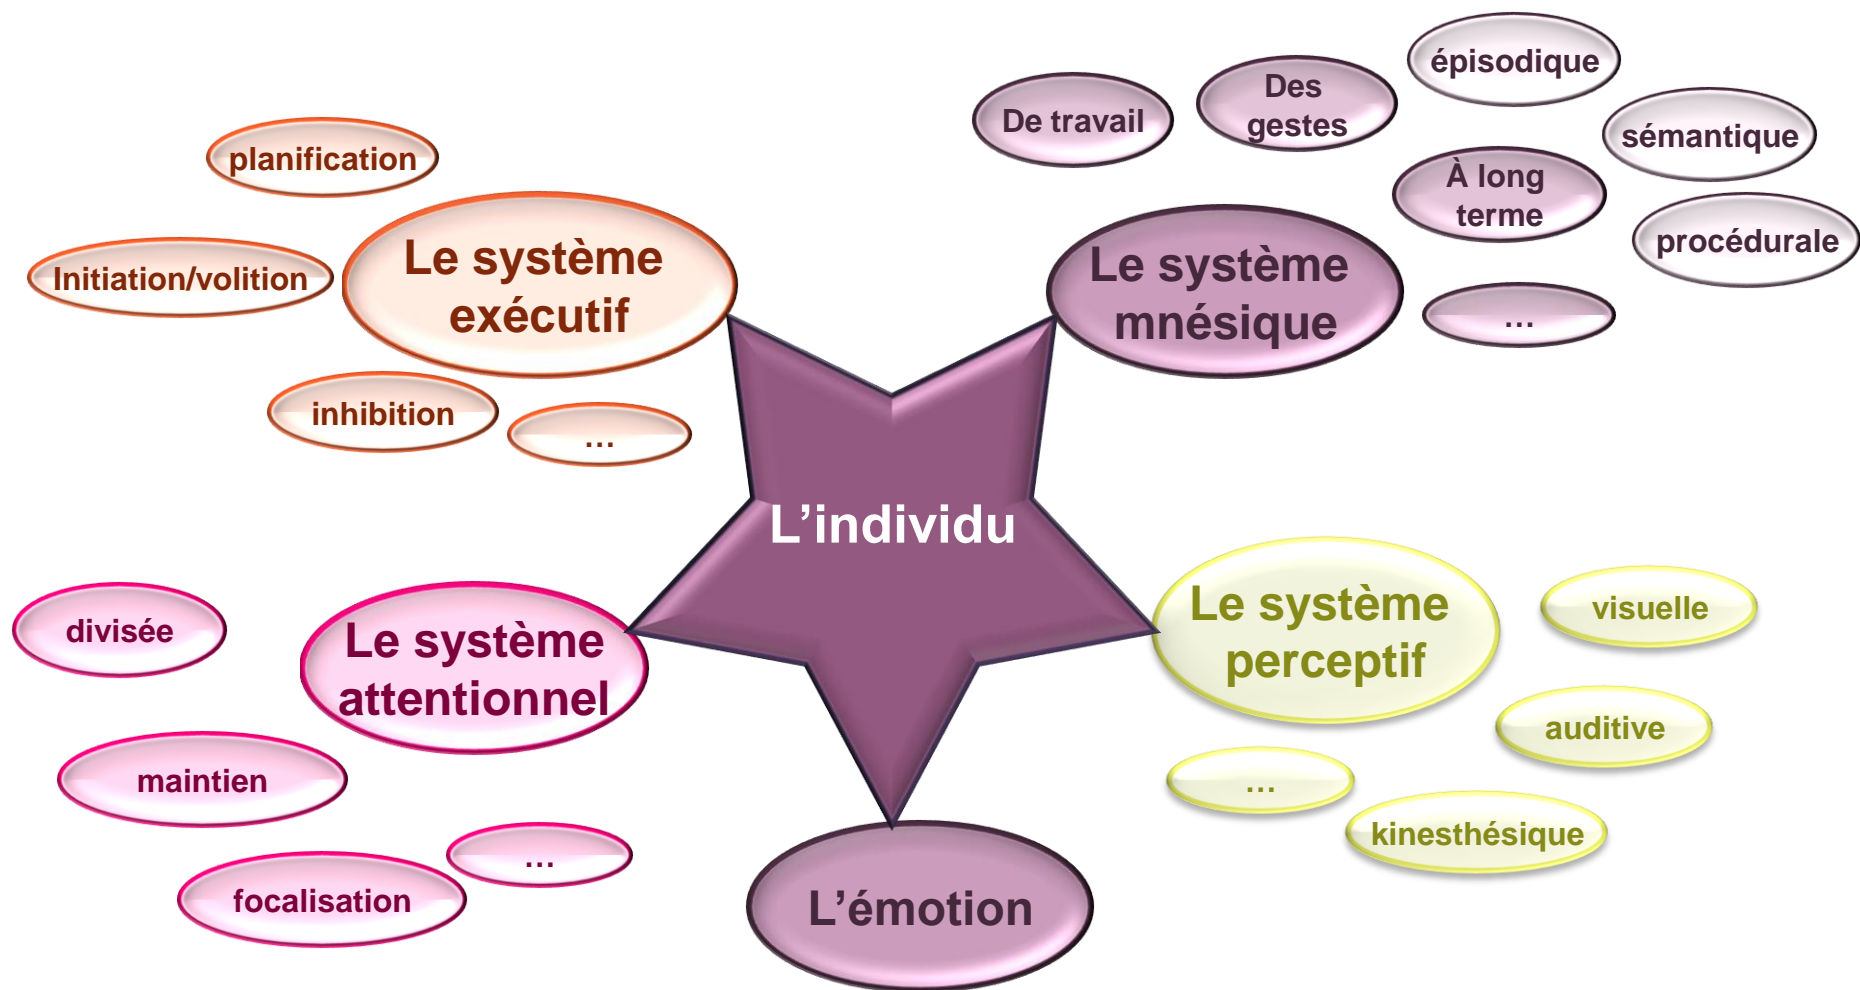 planification
Le système
exécutif
Initiation/volition
inhibition
…
De travail
Des
gestes
épisodique
sémantique
À long
terme
procédurale
Le système
mnésique
…
L’individu
divisée
Le système
attentionnel
maintien
…
focalisation
Le système
perceptif
visuelle
auditive
…
kinesthésique
L’émotion